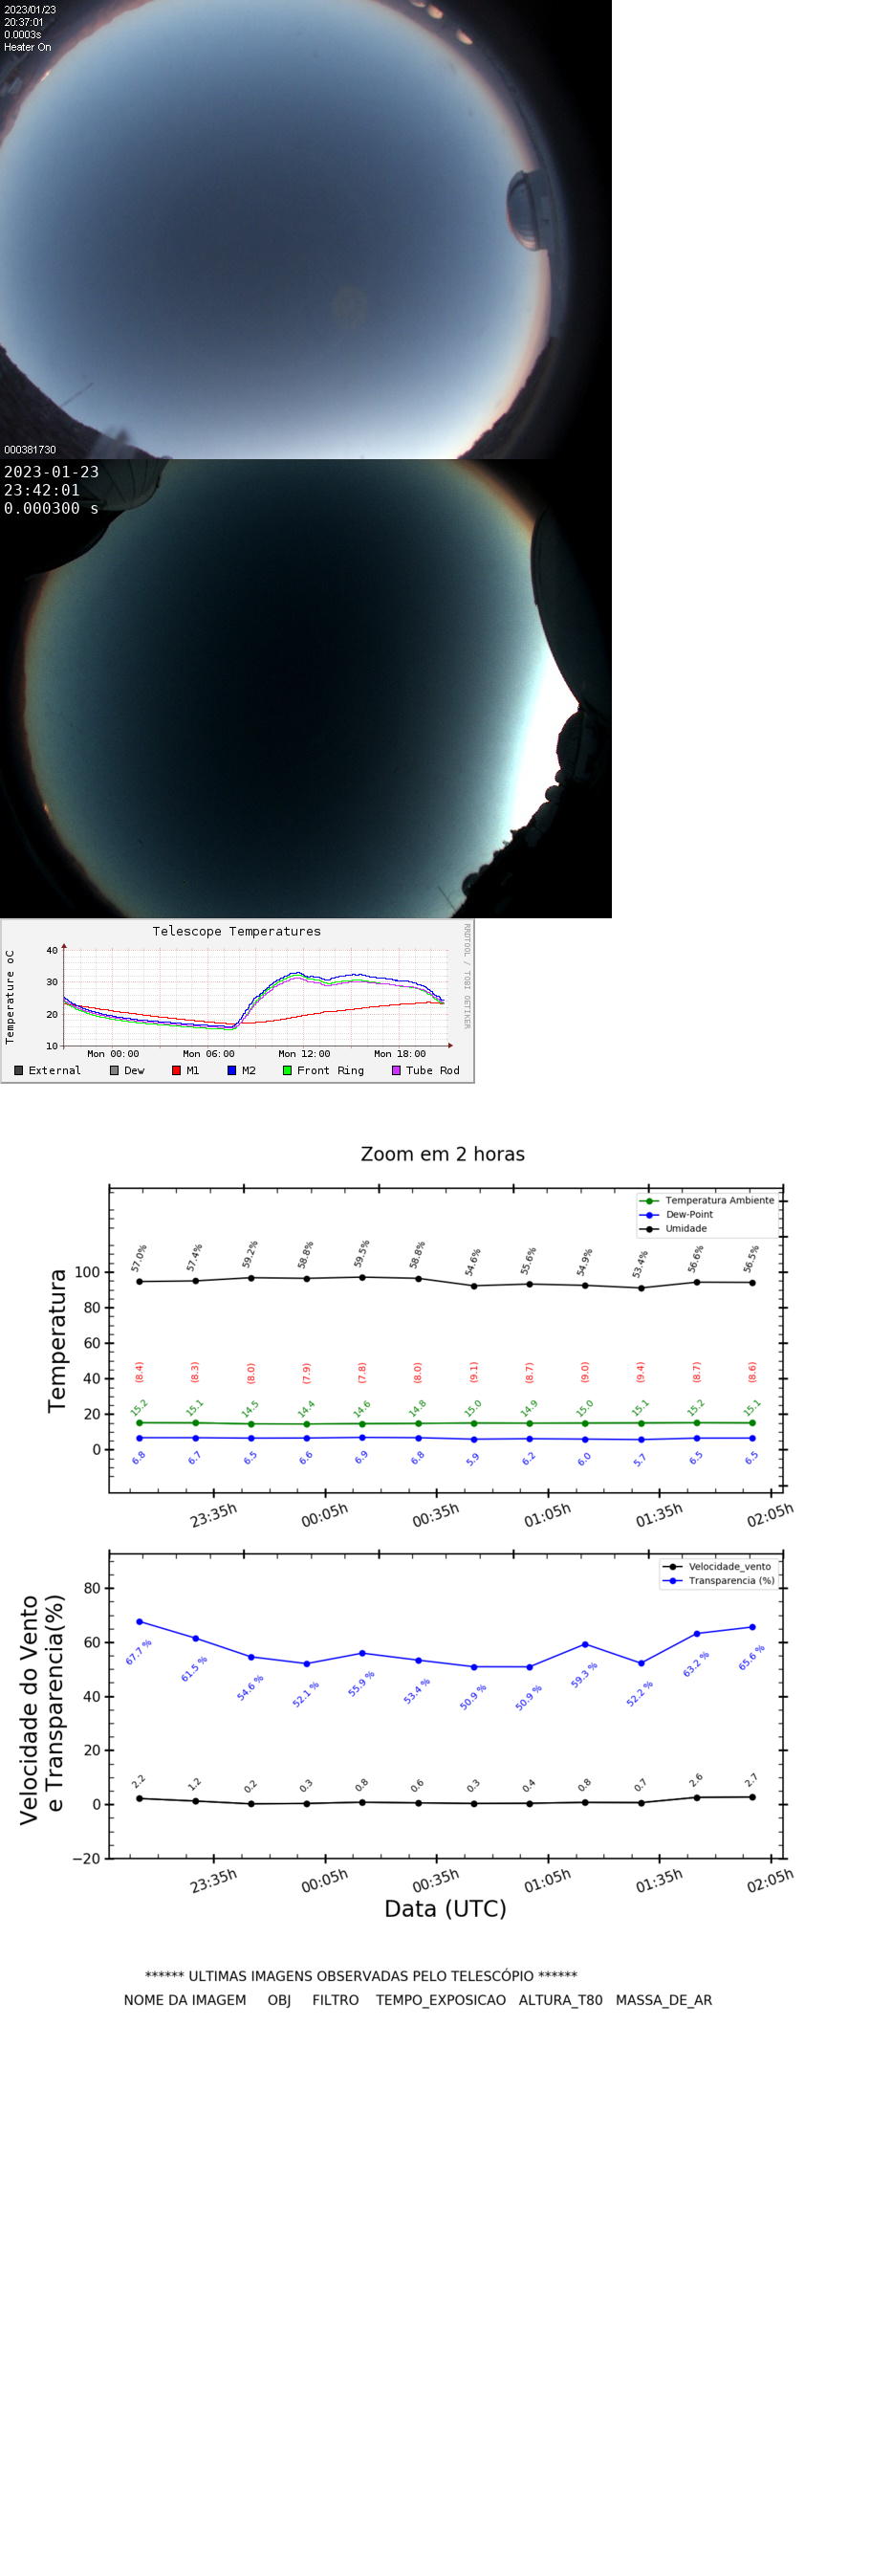 2023/01/23
20:37:01
0.0003s
Heater On
000381730
2023-01-23
23:42:01
0.000300 s
Telescope Temperatures
RRDTOOL / TOBI OETIKER
Temperature oC
40
30
20
10
Mon 00:00 Mon 06:00 Mon 12:00 Mon 18:00
External Dew M1 M2 Front Ring Tube Rod
Zoom em 2 horas
Temperatura Ambiente
Dew-Point
Umidade
Temperatura
57.0% 57.4% 59.2% 58.8% 59.5% 58.8% 54.6% 55.6% 54.9% 53.4% 56.6% 56.5%
100
80
60
40
20
0
(8.4) (8.3) (8.0) (7.9) (7.8) (8.0) (9.1) (8.7) (9.0) (9.4) (8.7) (8.6)
15.2 15.1 14.5 14.4 14.6 14.8 15.0 14.9 15.0 15.1 15.2 15.1
6.8 6.7 6.5 6.6 6.9 6.8 5.9 6.2 6.0 5.7 6.5 6.5
23:35h 00:05h 00:35h 01:05h 01:35h 02:05h
Velocidade_vento
Transparencia (%)
Velocidade do Vento
e Transparencia(%)
80
60
40
20
0
−20
67.7 % 61.5 % 54.6 % 52.1 % 55.9 % 53.4 % 50.9 % 50.9 % 59.3 % 52.2 % 63.2 % 65.6 %
2.2 1.2 0.2 0.3 0.8 0.6 0.3 0.4 0.8 0.7 2.6 2.7
23:35h 00:05h 00:35h 01:05h 01:35h 02:05h
Data (UTC)
****** ULTIMAS IMAGENS OBSERVADAS PELO TELESCÓPIO ******
NOME DA IMAGEM OBJ FILTRO TEMPO_EXPOSICAO ALTURA_T80 MASSA_DE_AR